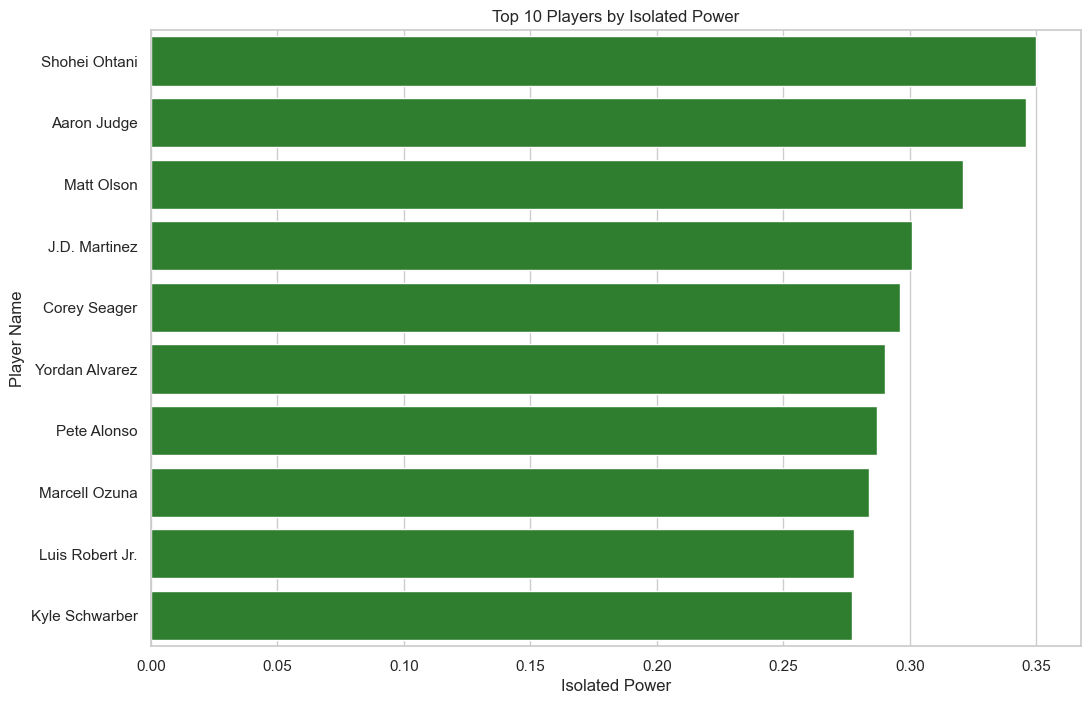 Top 10 Players by Isolated Power
Player Name
Shohei Ohtani
Aaron Judge
Matt Olson
J.D. Martinez
Corey Seager
Yordan Alvarez
Pete Alonso
Marcell Ozuna
Luis Robert Jr.
Kyle Schwarber
0.00 0.05 0.10 0.15 0.20 0.25 0.30 0.35
Isolated Power